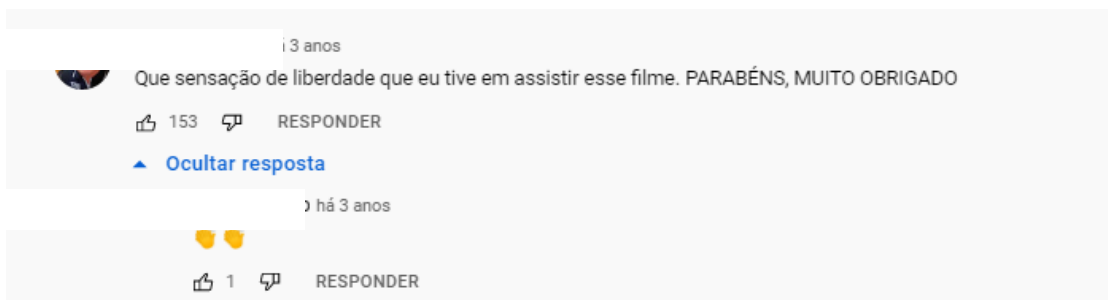 há 3 anos
Que sensação de liberdade que eu tive em assistir esse filme. PARABÉNS, MUITO OBRIGADO
153 RESPONDER
Ocultar resposta
há 3 anos
👏👏
1 RESPONDER